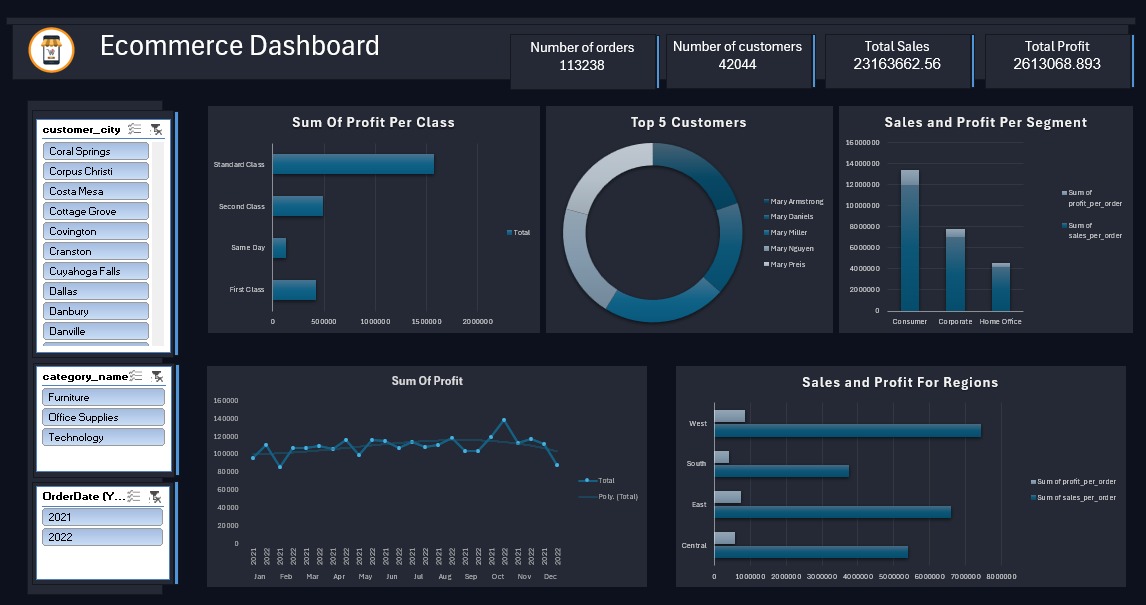 Ecommerce Dashboard
Number of orders
113238
Number of customers
42044
Total Sales
23163662.56
Total Profit
2613068.893
customer_city
Coral Springs
Corpus Christi
Costa Mesa
Cottage Grove
Covington
Cranston
Cuyahoga Falls
Dallas
Danbury
Danville
category_name
Furniture
Office Supplies
Technology
OrderDate (Y...
2021
2022
Sum Of Profit Per Class
Standard Class
Second Class
Same Day
First Class
0 500000 1000000 1500000 2000000
Total
Top 5 Customers
Mary Armstrong
Mary Daniels
Mary Miller
Mary Nguyen
Mary Preis
Sales and Profit Per Segment
16000000
14000000
12000000
10000000
8000000
6000000
4000000
2000000
0
Consumer Corporate Home Office
Sum of
profit_per_order
Sum of
sales_per_order
Sum Of Profit
160000
140000
120000
100000
80000
60000
40000
20000
0
2021 2022 2021 2022 2021 2022 2021 2022 2021 2022 2021 2022 2021 2022 2021 2022 2021 2022 2021 2022 2021 2022 2021 2022
Jan Feb Mar Apr May Jun Jul Aug Sep Oct Nov Dec
Total
Poly. (Total)
Sales and Profit For Regions
West
South
East
Central
0 1000000 2000000 3000000 4000000 5000000 6000000 7000000 8000000
Sum of profit_per_order
Sum of sales_per_order